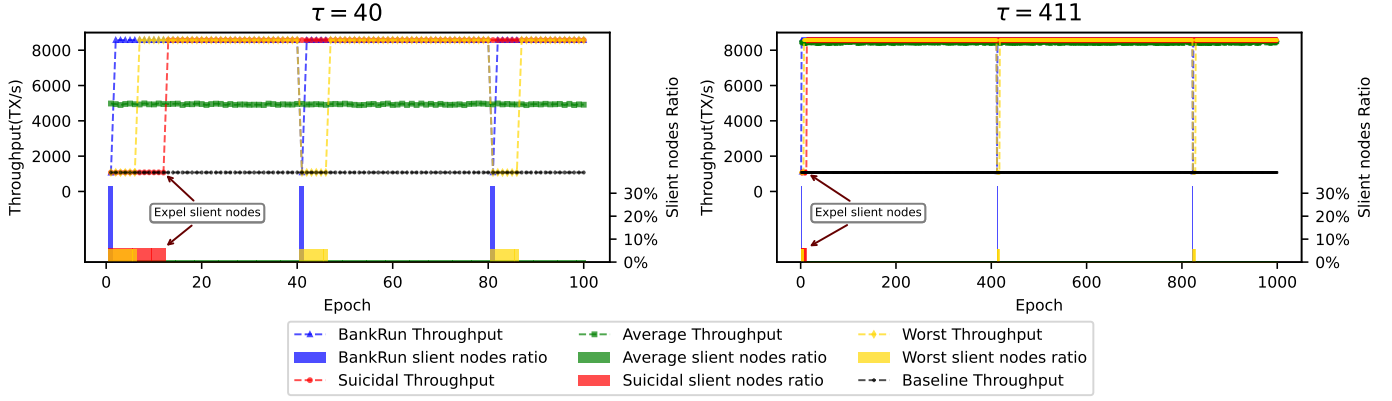 τ = 40
τ = 411
Throughput(TX/s)
8000
6000
4000
2000
0
Expel slient nodes
30%
20%
10%
0%
Slient nodes Ratio
0
20
40
60
80
100
Epoch
Throughput(TX/s)
8000
6000
4000
2000
0
Expel slient nodes
30%
20%
10%
0%
Slient nodes Ratio
0
200
400
600
800
1000
Epoch
BankRun Throughput
BankRun slient nodes ratio
Suicidal Throughput
Average Throughput
Average slient nodes ratio
Suicidal slient nodes ratio
Worst Throughput
Worst slient nodes ratio
Baseline Throughput